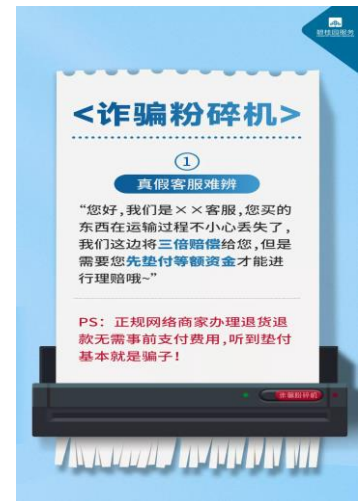 碧桂园服务
<诈骗粉碎机>
1
真假客服难辨
“您好,我们是××客服,您买的
东西在运输过程不小心丢失了,
我们这边将三倍赔偿给您,但是
需要您先垫付等额资金才能进
行理赔哦~”
PS: 正规网络商家办理退货退
款无需事前支付费用,听到垫付
基本就是骗子!
诈骗粉碎机